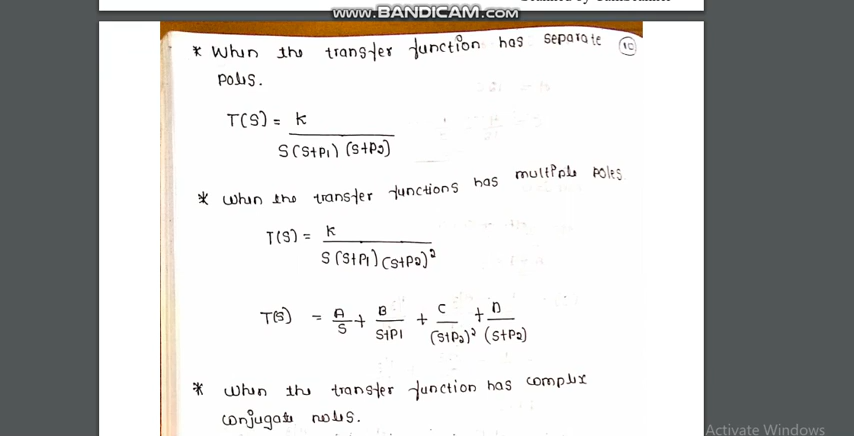 www.BANDICAM.com
* When the transfer function has separate 10
poles.
T(S) = K
S(S+P1) (S+P2)
* when the transfer functions has multiple poles
T(S) = K
S(S+P1) (S+P2)²
T(S) = A/S + B/S+P1 + C/(S+P2)² + D/(S+P2)
* when the transfer function has complex
conjugate poles.
Activate Windows